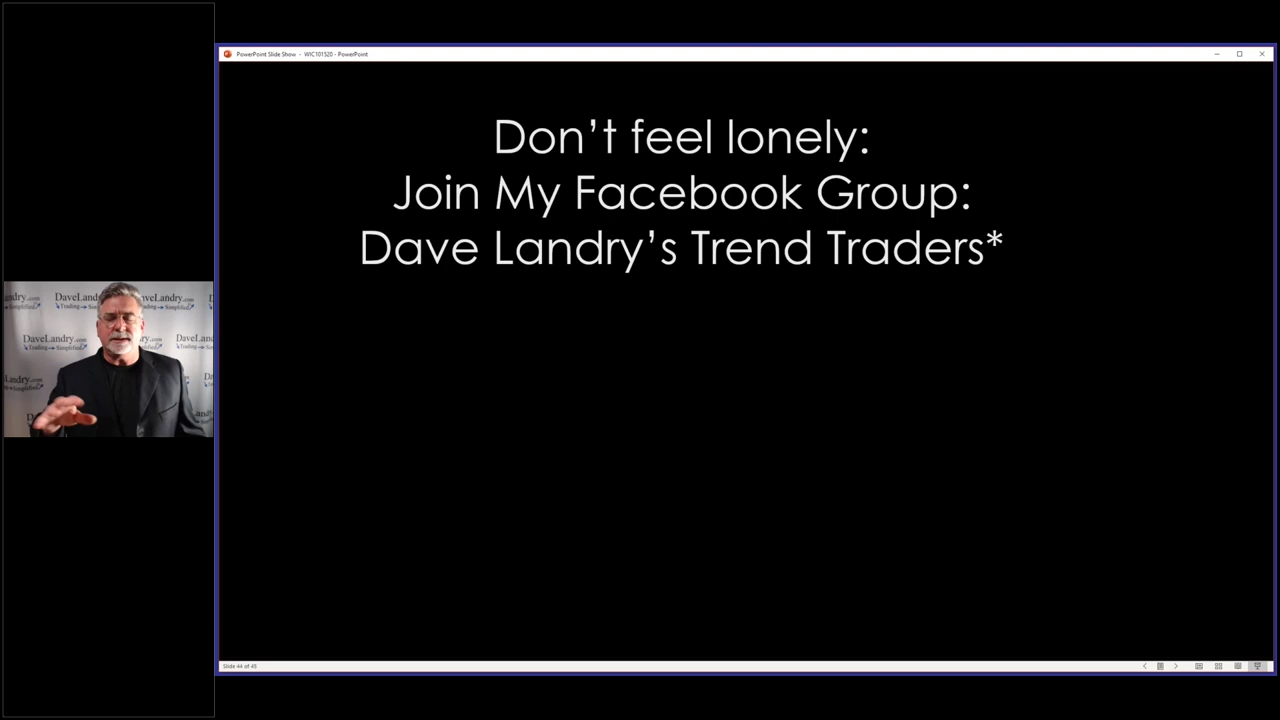 PowerPoint Slide Show - WIC101520 - PowerPoint
Don't feel lonely:
Join My Facebook Group:
Dave Landry's Trend Traders*
DaveLandry.com
Trading Simplified
Slide 44 of 45